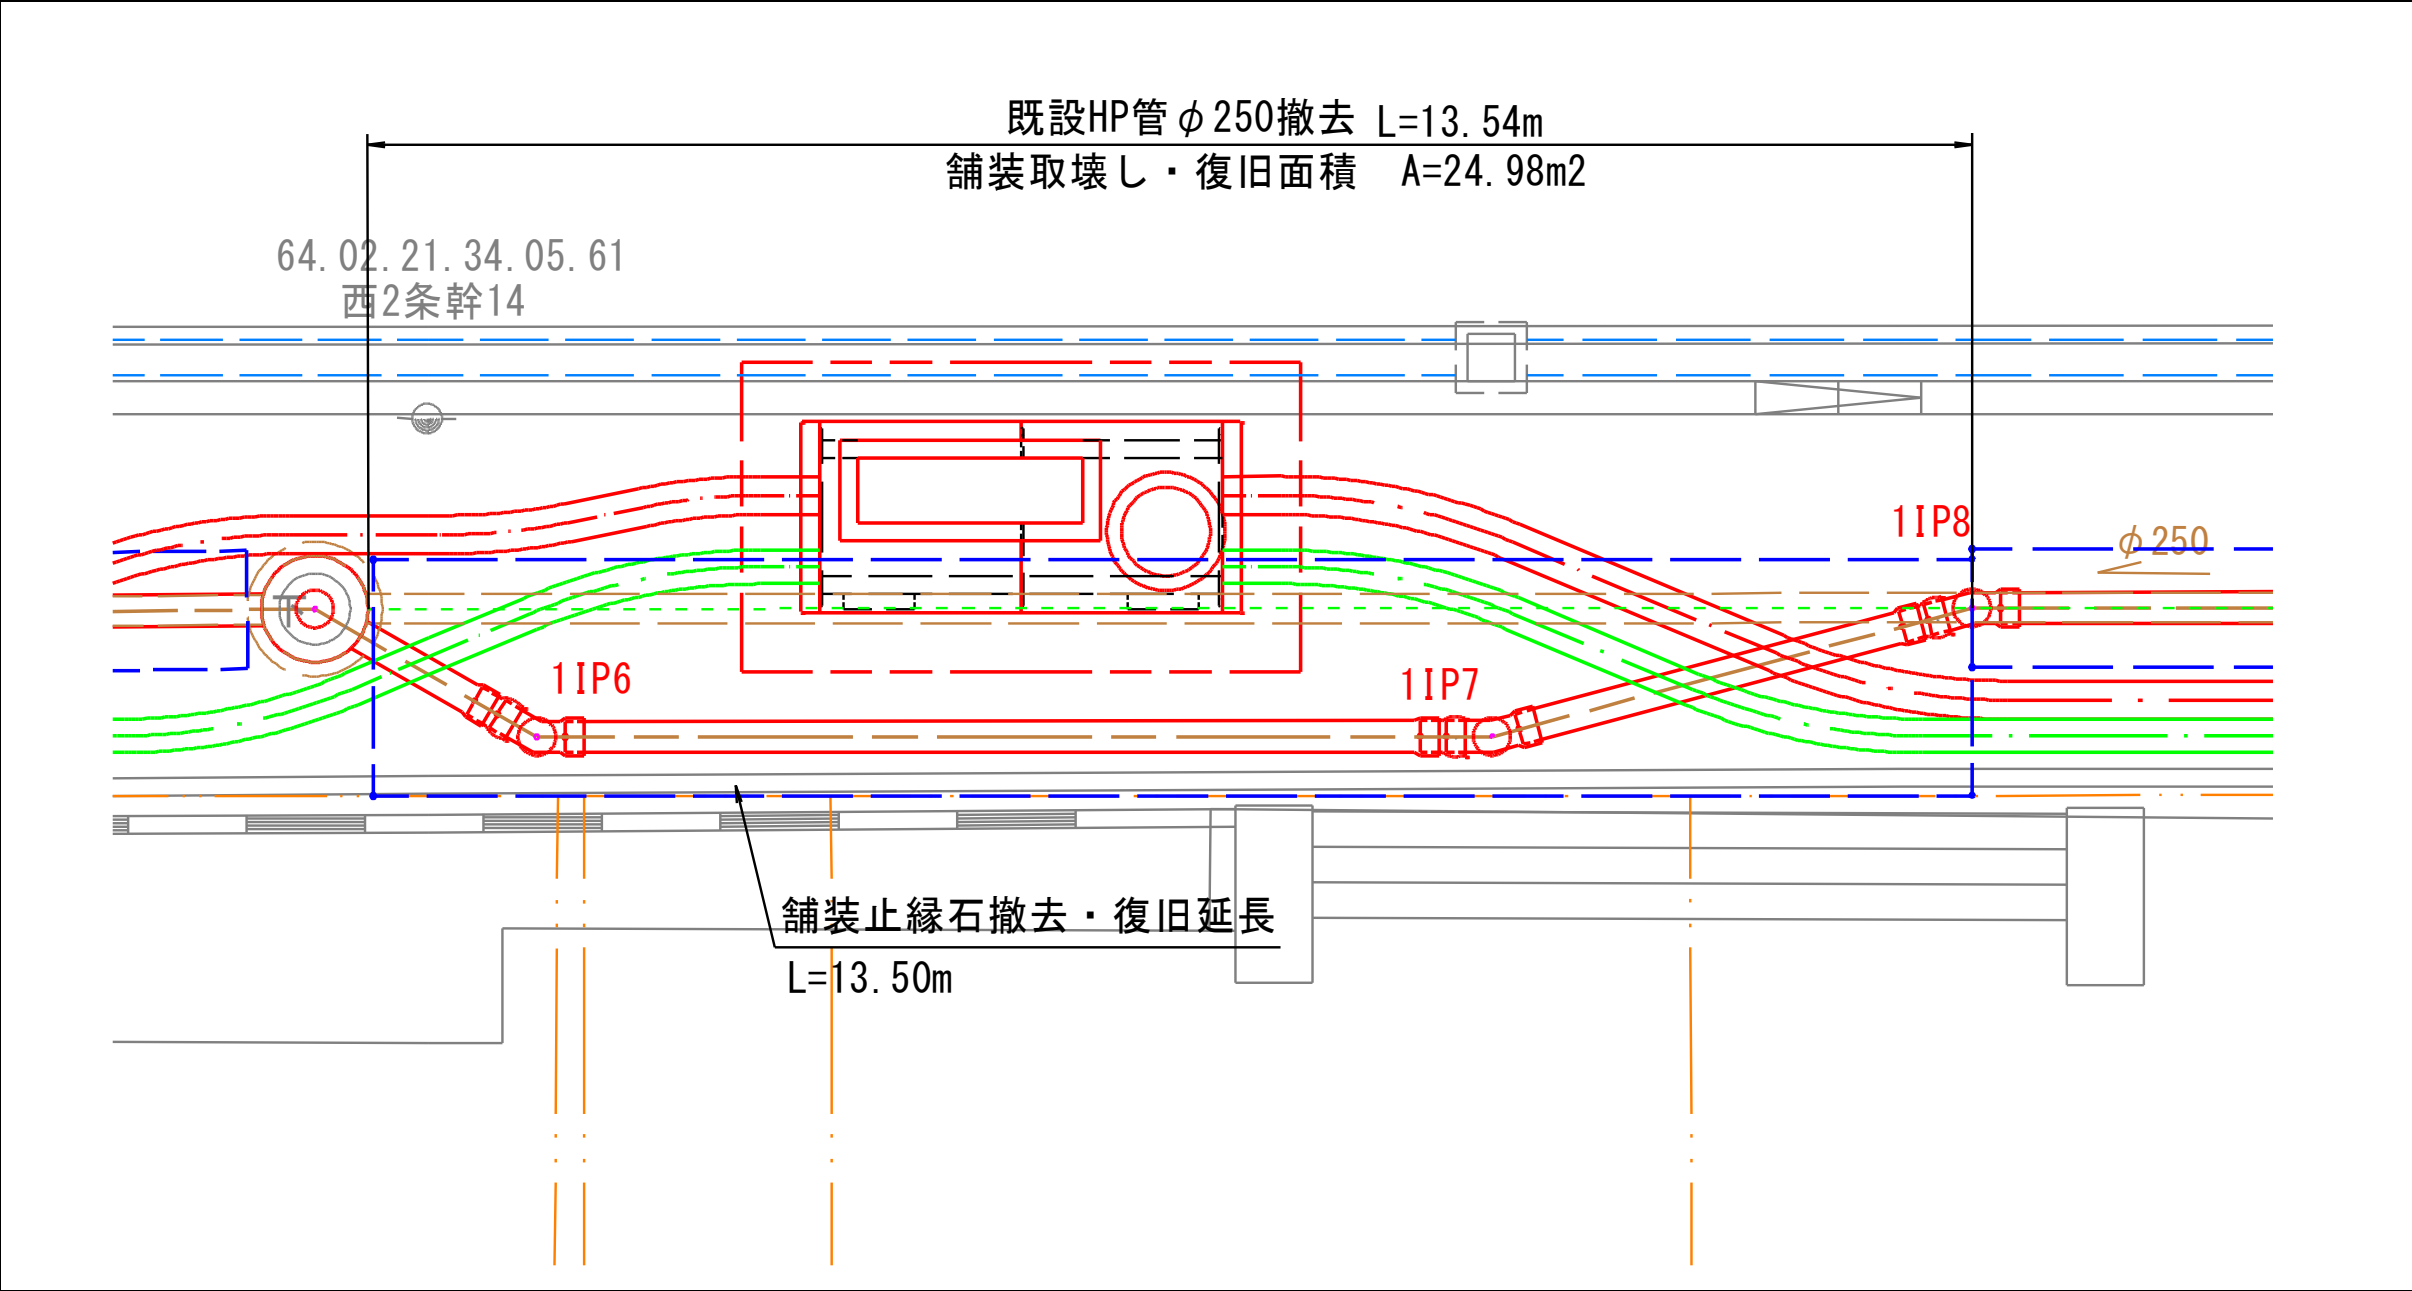 既設HP管φ250撤去 L=13.54m
舗装取壊し・復旧面積 A=24.98m2
64.02.21.34.05.61
西2条幹14
1IP8
φ250
1IP6
1IP7
舗装止縁石撤去・復旧延長
L=13.50m